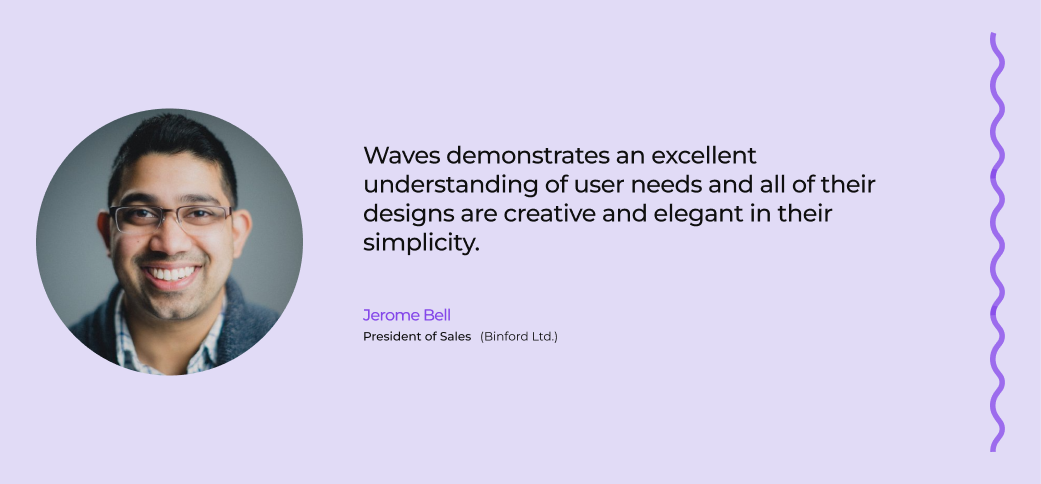 Waves demonstrates an excellent
understanding of user needs and all of their
designs are creative and elegant in their
simplicity.
Jerome Bell
President of Sales (Binford Ltd.)